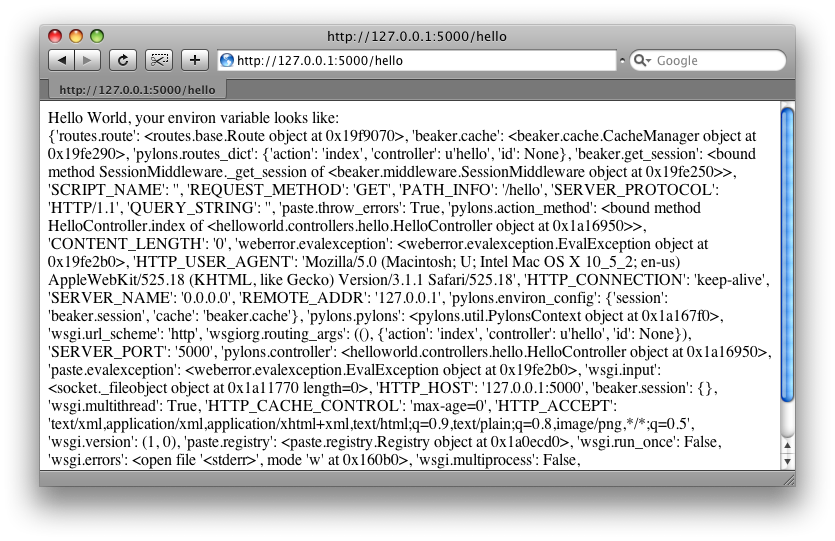 http://127.0.0.1:5000/hello
http://127.0.0.1:5000/hello
Google
http://127.0.0.1:5000/hello
Hello World, your environ variable looks like:
{'routes.route': <routes.base.Route object at 0x19f9070>, 'beaker.cache': <beaker.cache.CacheManager object at
0x19fe290>, 'pylons.routes_dict': {'action': 'index', 'controller': u'hello', 'id': None}, 'beaker.get_session': <bound
method SessionMiddleware._get_session of <beaker.middleware.SessionMiddleware object at 0x19fe250>>,
'SCRIPT_NAME': '', 'REQUEST_METHOD': 'GET', 'PATH_INFO': '/hello', 'SERVER_PROTOCOL':
'HTTP/1.1', 'QUERY_STRING': '', 'paste.throw_errors': True, 'pylons.action_method': <bound method
HelloController.index of <helloworld.controllers.hello.HelloController object at 0x1a16950>>,
'CONTENT_LENGTH': '0', 'weberror.evalexception': <weberror.evalexception.EvalException object at
0x19fe2b0>, 'HTTP_USER_AGENT': 'Mozilla/5.0 (Macintosh; U; Intel Mac OS X 10_5_2; en-us)
AppleWebKit/525.18 (KHTML, like Gecko) Version/3.1.1 Safari/525.18', 'HTTP_CONNECTION': 'keep-alive',
'SERVER_NAME': '0.0.0.0', 'REMOTE_ADDR': '127.0.0.1', 'pylons.environ_config': {'session':
'beaker.session', 'cache': 'beaker.cache'}, 'pylons.pylons': <pylons.util.PylonsContext object at 0x1a167f0>,
'wsgi.url_scheme': 'http', 'wsgiorg.routing_args': ((), {'action': 'index', 'controller': u'hello', 'id': None}),
'SERVER_PORT': '5000', 'pylons.controller': <helloworld.controllers.hello.HelloController object at 0x1a16950>,
'paste.evalexception': <weberror.evalexception.EvalException object at 0x19fe2b0>, 'wsgi.input':
<socket._fileobject object at 0x1a11770 length=0>, 'HTTP_HOST': '127.0.0.1:5000', 'beaker.session': {},
'wsgi.multithread': True, 'HTTP_CACHE_CONTROL': 'max-age=0', 'HTTP_ACCEPT':
'text/xml,application/xml,application/xhtml+xml,text/html;q=0.9,text/plain;q=0.8,image/png,*/*;q=0.5',
'wsgi.version': (1, 0), 'paste.registry': <paste.registry.Registry object at 0x1a0ecd0>, 'wsgi.run_once': False,
'wsgi.errors': <open file '<stderr>', mode 'w' at 0x160b0>, 'wsgi.multiprocess': False,